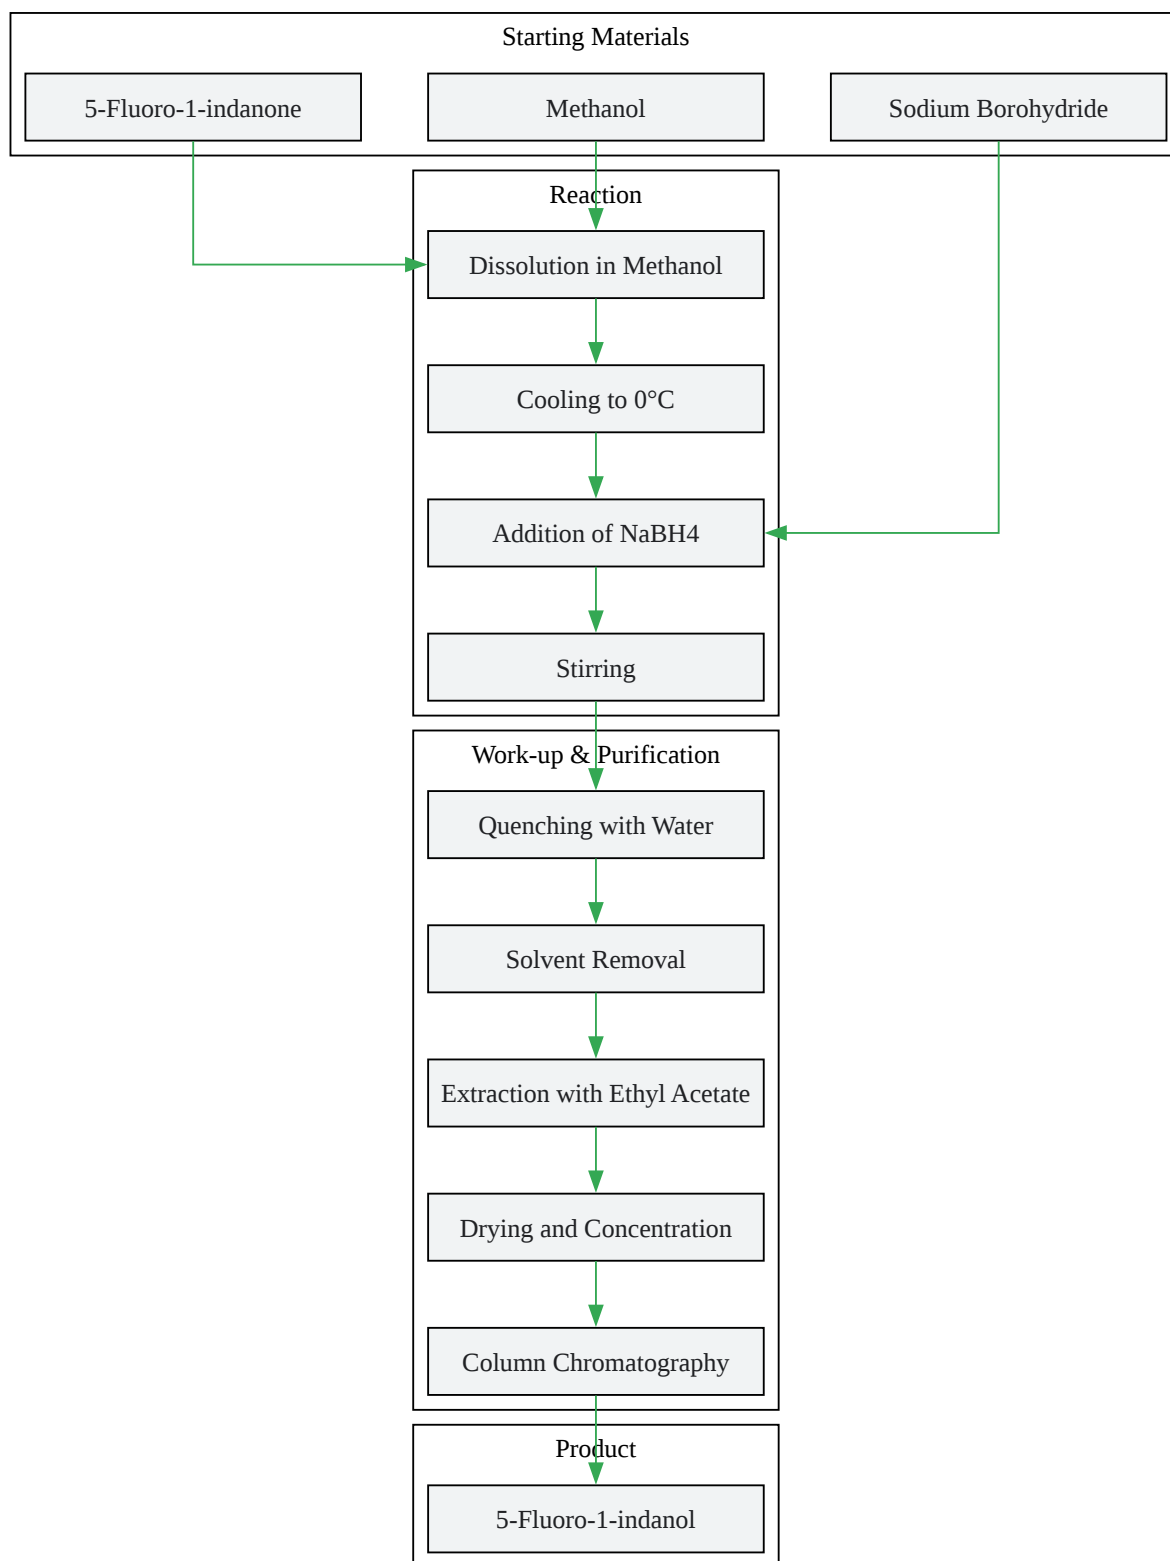 Starting Materials
5-Fluoro-1-indanone
Methanol
Sodium Borohydride
Reaction
Dissolution in Methanol
Cooling to 0°C
Addition of NaBH4
Stirring
Work-up & Purification
Quenching with Water
Solvent Removal
Extraction with Ethyl Acetate
Drying and Concentration
Column Chromatography
Product
5-Fluoro-1-indanol